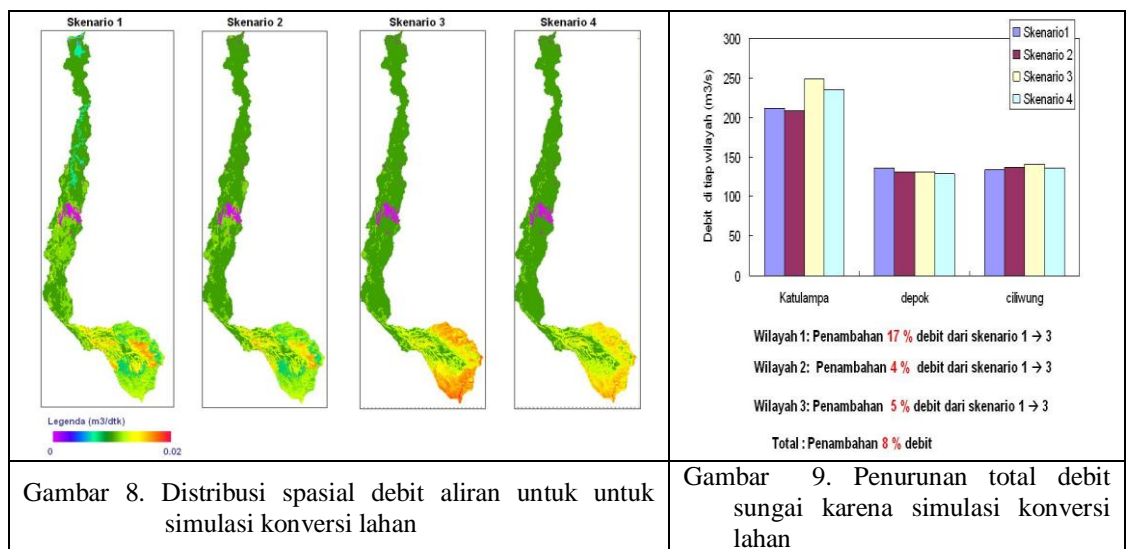 Skenario 1
Skenario 2
Skenario 3
Skenario 4
Legenda (m3/dtk)
0
0.02
Gambar 8. Distribusi spasial debit aliran untuk untuk
simulasi konversi lahan
Debit di tiap wilayah (m3/s)
300
250
200
150
100
50
0
Katulampa
depok
ciliwung
Skenario1
Skenario 2
Skenario 3
Skenario 4
Wilayah 1: Penambahan 17 % debit dari skenario 1 → 3
Wilayah 2: Penambahan 4 % debit dari skenario 1 → 3
Wilayah 3: Penambahan 5 % debit dari skenario 1 → 3
Total : Penambahan 8 % debit
Gambar 9. Penurunan total debit
sungai karena simulasi konversi
lahan